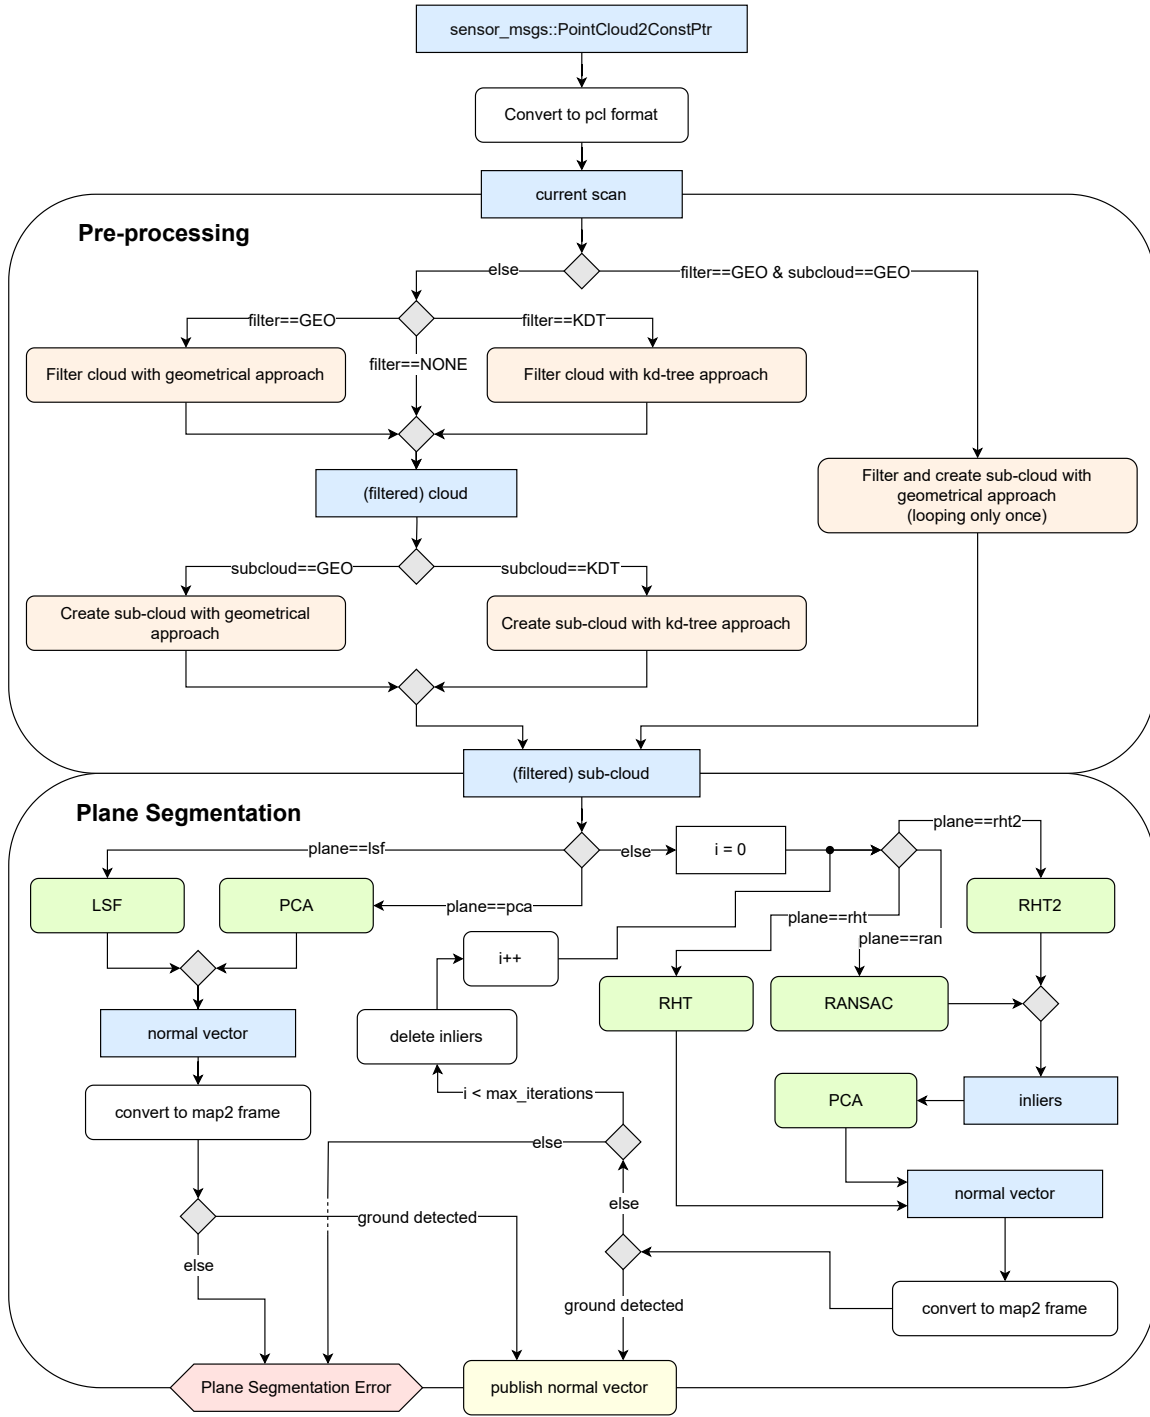 sensor_msgs::PointCloud2ConstPtr
Convert to pcl format
current scan
Pre-processing
else
filter==GEO & subcloud==GEO
filter==GEO
filter==KDT
filter==NONE
Filter cloud with geometrical approach
Filter cloud with kd-tree approach
(filtered) cloud
Filter and create sub-cloud with
geometrical approach
(looping only once)
subcloud==GEO
subcloud==KDT
Create sub-cloud with geometrical
approach
Create sub-cloud with kd-tree approach
(filtered) sub-cloud
Plane Segmentation
plane==lsf
else
i = 0
plane==rht2
LSF
PCA
plane==pca
RHT2
plane==rht
plane==ran
i++
RHT
RANSAC
normal vector
delete inliers
i < max_iterations
PCA
inliers
convert to map2 frame
else
normal vector
else
ground detected
else
ground detected
convert to map2 frame
Plane Segmentation Error
publish normal vector